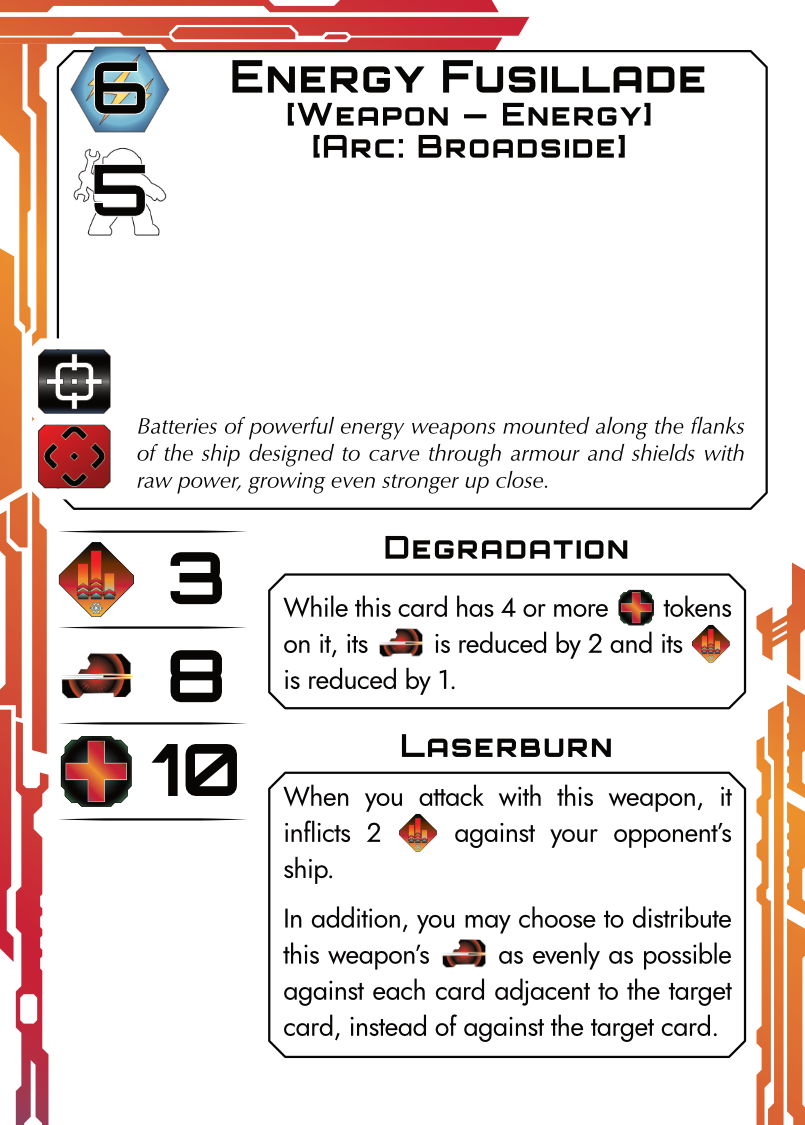 6
ENERGY FUSILLADE
[WEAPON – ENERGY]
[ARC: BROADSIDE]
5
Batteries of powerful energy weapons mounted along the flanks
of the ship designed to carve through armour and shields with
raw power, growing even stronger up close.
3
8
10
DEGRADATION
While this card has 4 or more tokens
on it, its is reduced by 2 and its
is reduced by 1.
LASERBURN
When you attack with this weapon, it
inflicts 2 against your opponent's
ship.
In addition, you may choose to distribute
this weapon's as evenly as possible
against each card adjacent to the target
card, instead of against the target card.